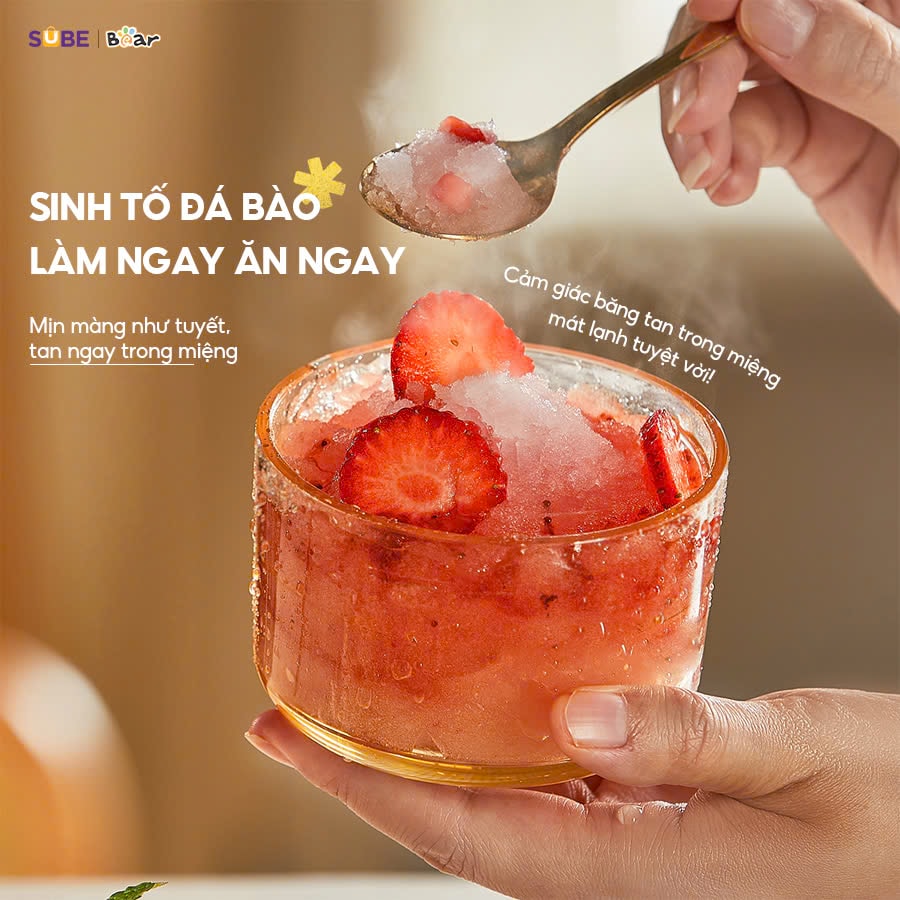 SUBE | Bear
SINH TỐ ĐÁ BÀO
LÀM NGAY ĂN NGAY
Mịn màng như tuyết,
tan ngay trong miệng
Cảm giác băng tan trong miệng
mát lạnh tuyệt vời!